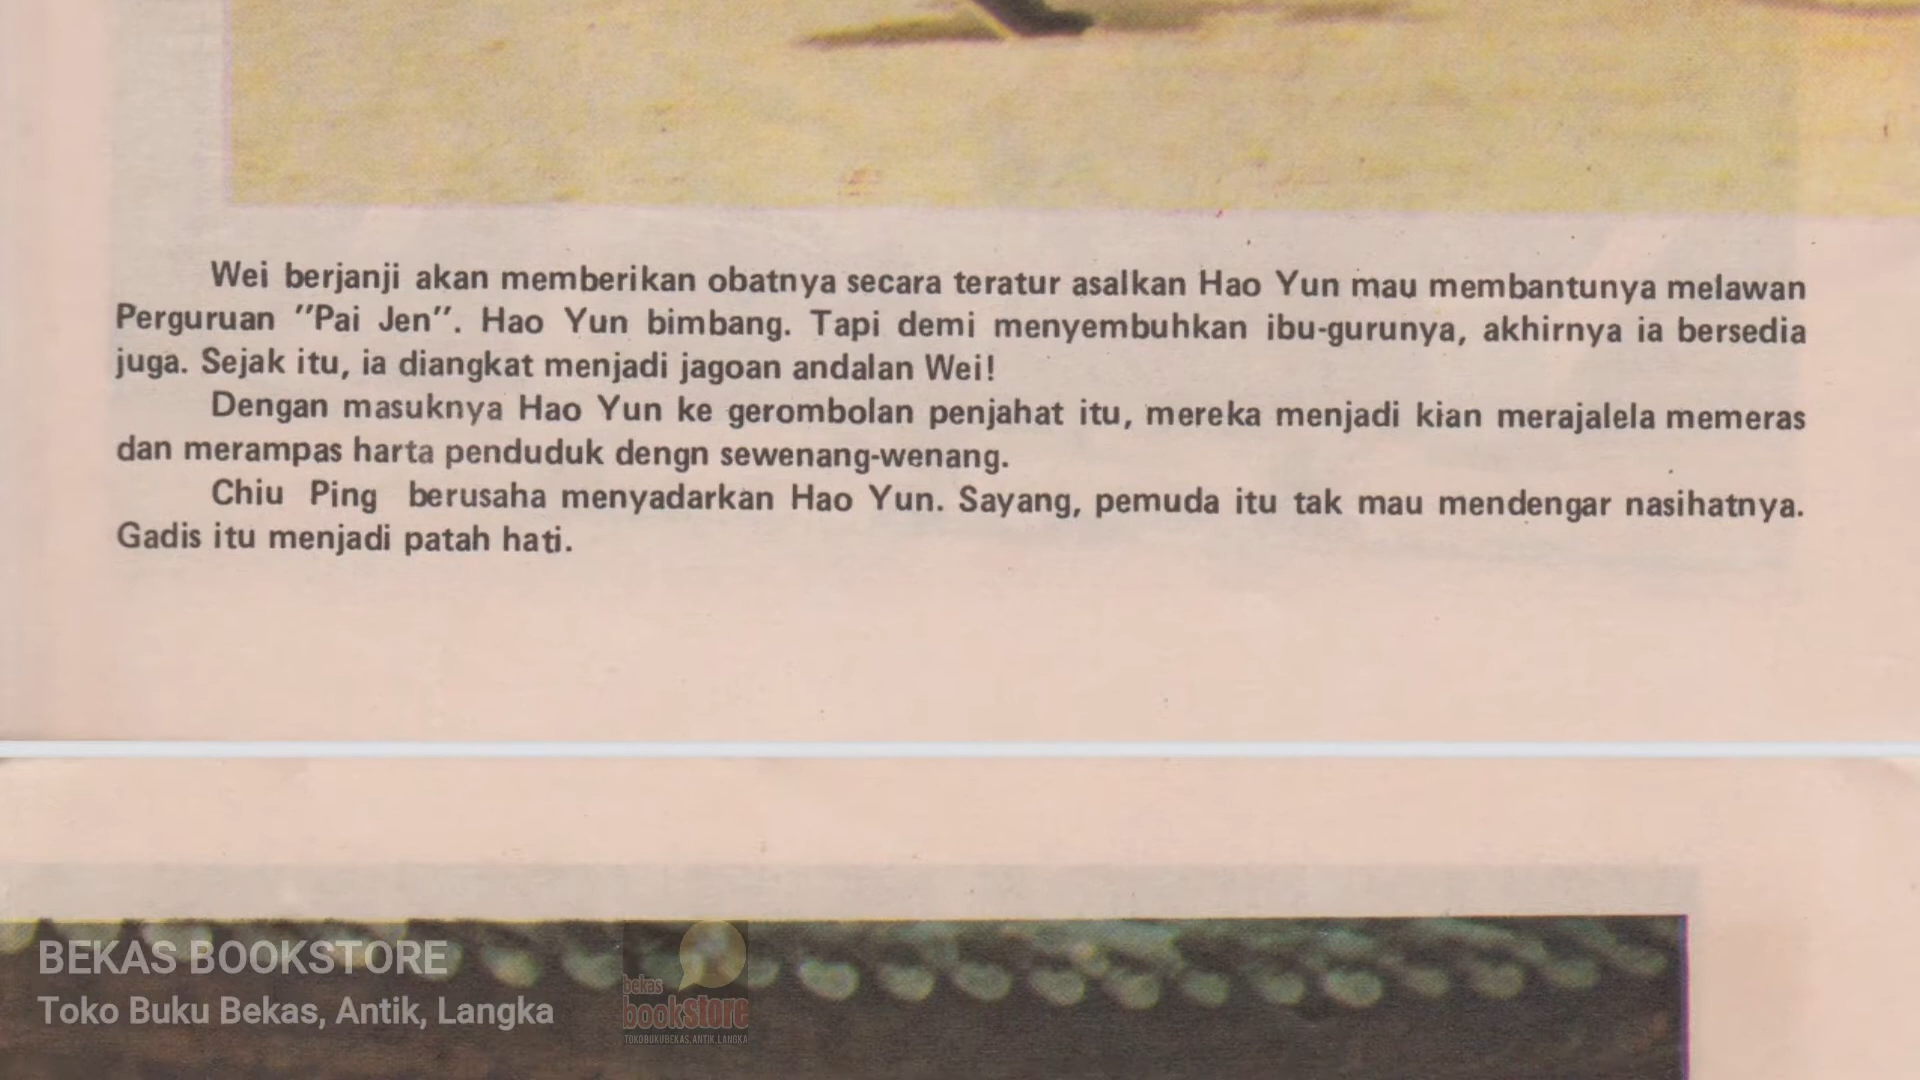 Wei berjanji akan memberikan obatnya secara teratur asalkan Hao Yun mau membantunya melawan
Perguruan "Pai Jen". Hao Yun bimbang. Tapi demi menyembuhkan ibu-gurunya, akhirnya ia bersedia
juga. Sejak itu, ia diangkat menjadi jagoan andalan Wei!
Dengan masuknya Hao Yun ke gerombolan penjahat itu, mereka menjadi kian merajalela memeras
dan merampas harta penduduk dengn sewenang-wenang.
Chiu Ping berusaha menyadarkan Hao Yun. Sayang, pemuda itu tak mau mendengar nasihatnya.
Gadis itu menjadi patah hati.
BEKAS BOOKSTORE
Toko Buku Bekas, Antik, Langka
bekas
bookstore
TOKOBUKUBEKAS.ANTIK.LANGKA